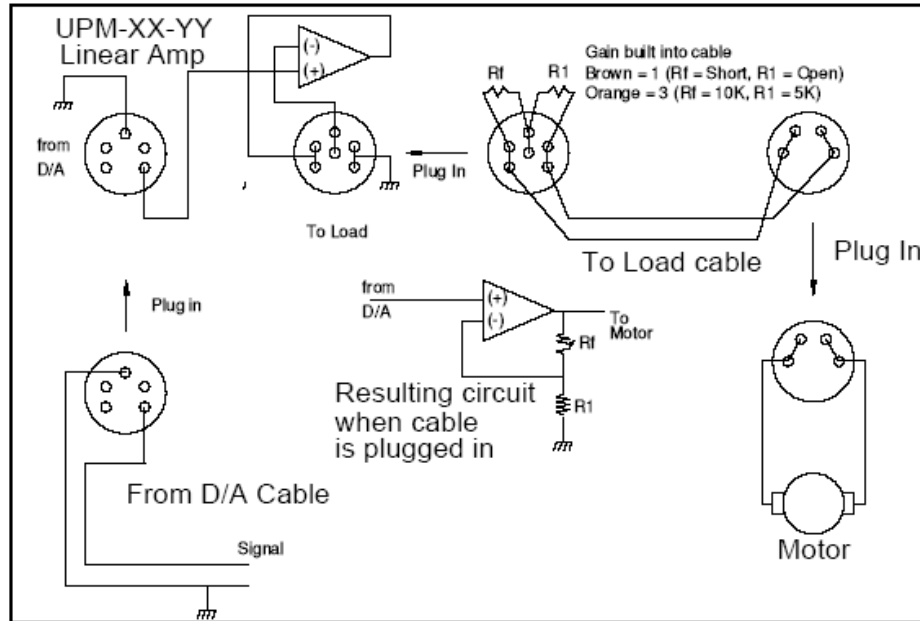 UPM-XX-YY
Linear Amp
(-)
(+)
from
D/A
To Load
Plug In
Rf
R1
Gain built into cable
Brown = 1 (Rf = Short, R1 = Open)
Orange = 3 (Rf = 10K, R1 = 5K)
To Load cable
Plug In
Plug in
from
D/A
(+)
(-)
To
Motor
Rf
R1
Resulting circuit
when cable
is plugged in
From D/A Cable
Signal
Motor